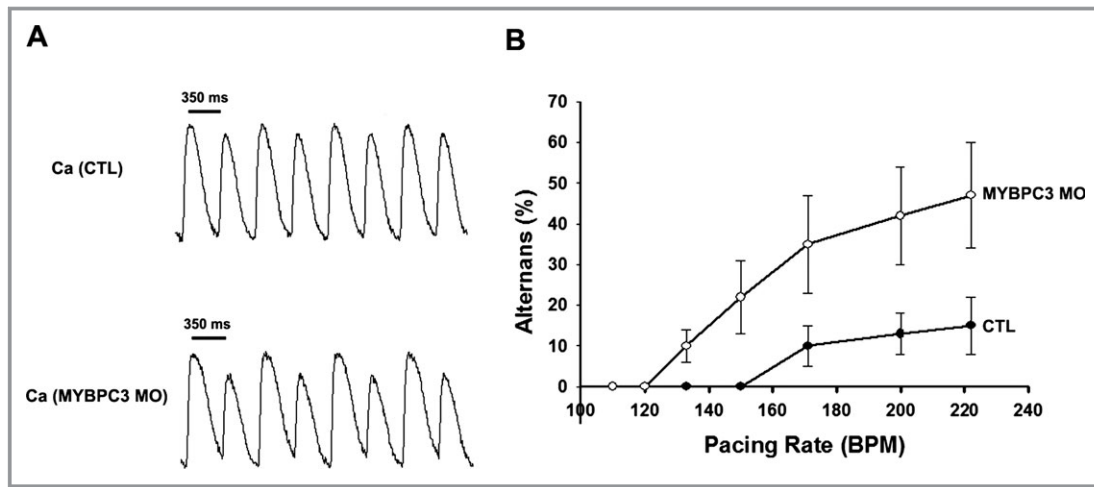 A
350 ms
Ca (CTL)
350 ms
Ca (MYBPC3 MO)
B
70
60
50
40
30
20
10
0
Alternans (%)
MYBPC3 MO
CTL
100 120 140 160 180 200 220 240
Pacing Rate (BPM)